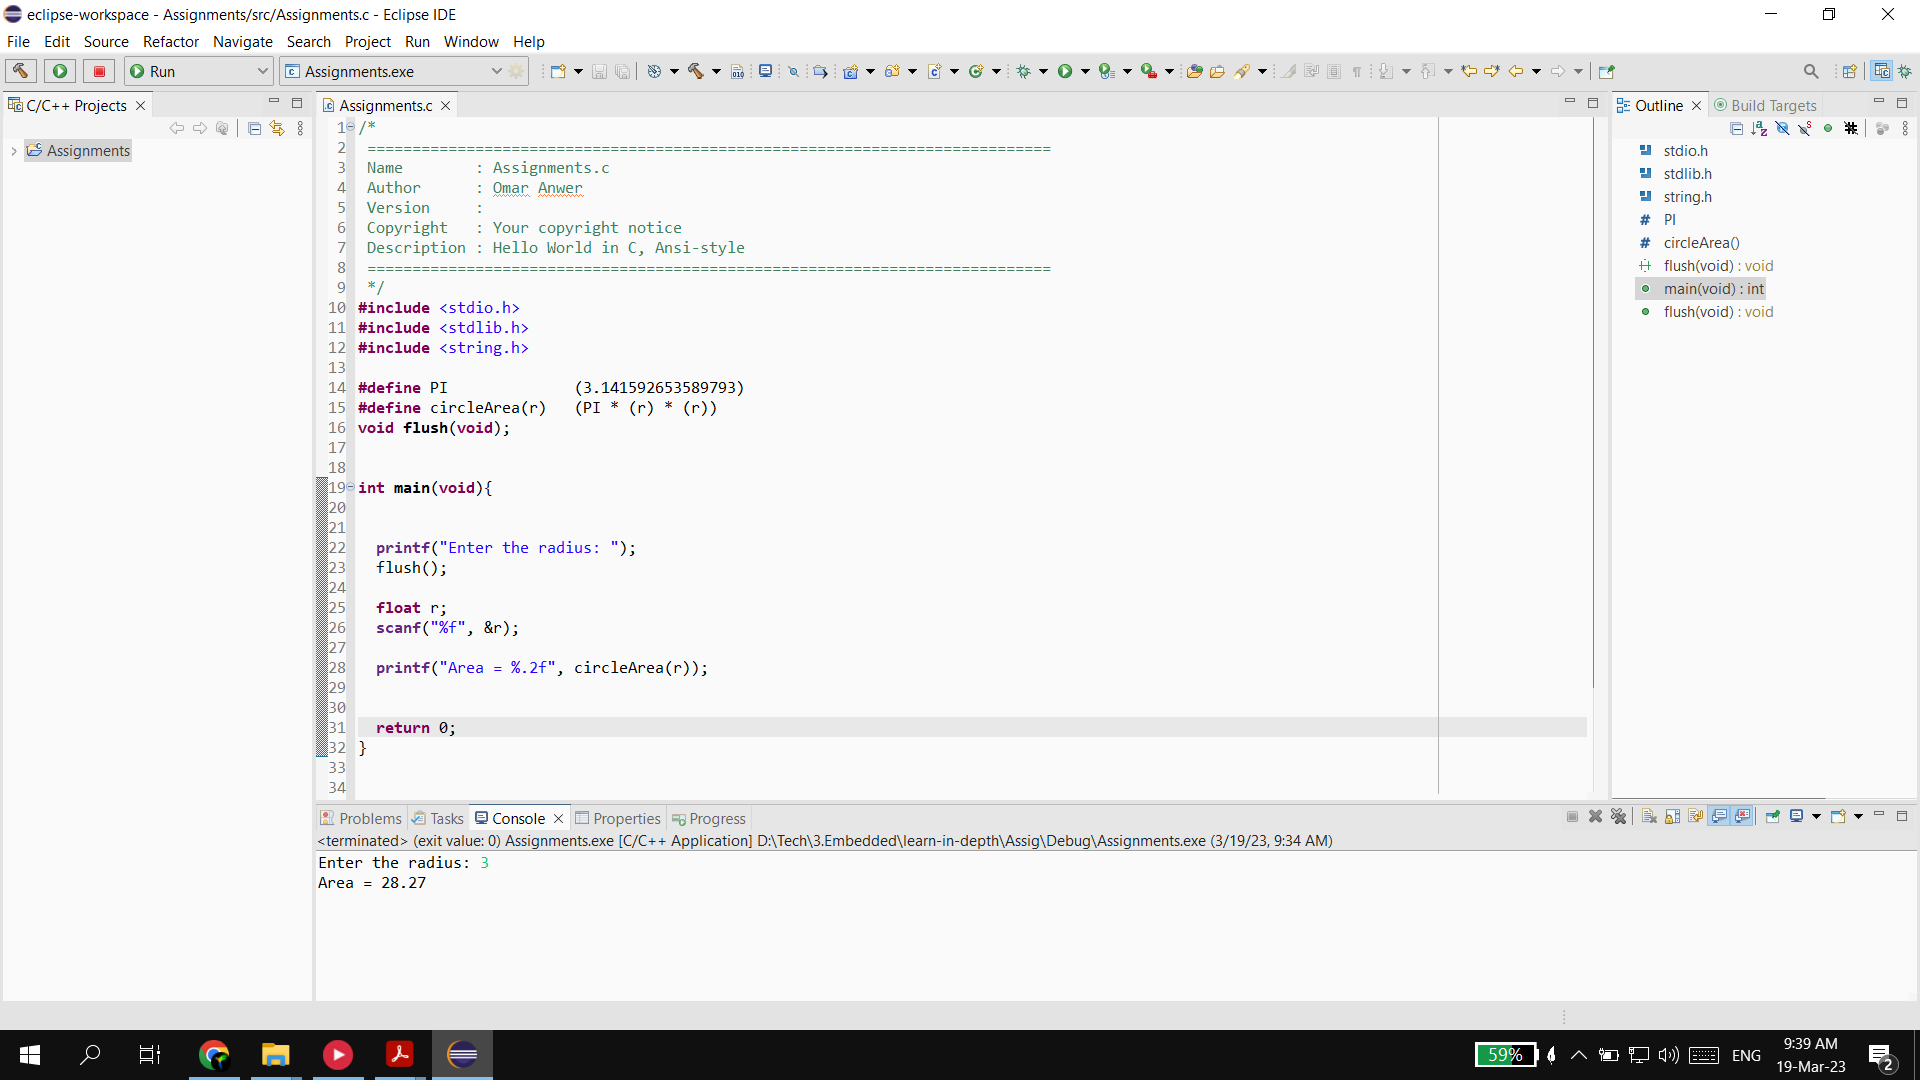 eclipse-workspace - Assignments/src/Assignments.c - Eclipse IDE
File Edit Source Refactor Navigate Search Project Run Window Help
Run
Assignments.exe
C/C++ Projects
Assignments
Assignments.c
1 /*
2 ============================================================================
3 Name : Assignments.c
4 Author : Omar Anwer
5 Version :
6 Copyright : Your copyright notice
7 Description : Hello World in C, Ansi-style
8 ============================================================================
9 */
10 #include <stdio.h>
11 #include <stdlib.h>
12 #include <string.h>
13
14 #define PI (3.141592653589793)
15 #define circleArea(r) (PI * (r) * (r))
16 void flush(void);
17
18
19 int main(void){
20
21
22 printf("Enter the radius: ");
23 flush();
24
25 float r;
26 scanf("%f", &r);
27
28 printf("Area = %.2f", circleArea(r));
29
30
31 return 0;
32 }
33
34
Outline Build Targets
stdio.h
stdlib.h
string.h
PI
circleArea()
flush(void) : void
main(void) : int
flush(void) : void
Problems Tasks Console Properties Progress
<terminated> (exit value: 0) Assignments.exe [C/C++ Application] D:\Tech\3.Embedded\learn-in-depth\Assig\Debug\Assignments.exe (3/19/23, 9:34 AM)
Enter the radius: 3
Area = 28.27
59%
ENG
9:39 AM
19-Mar-23
2